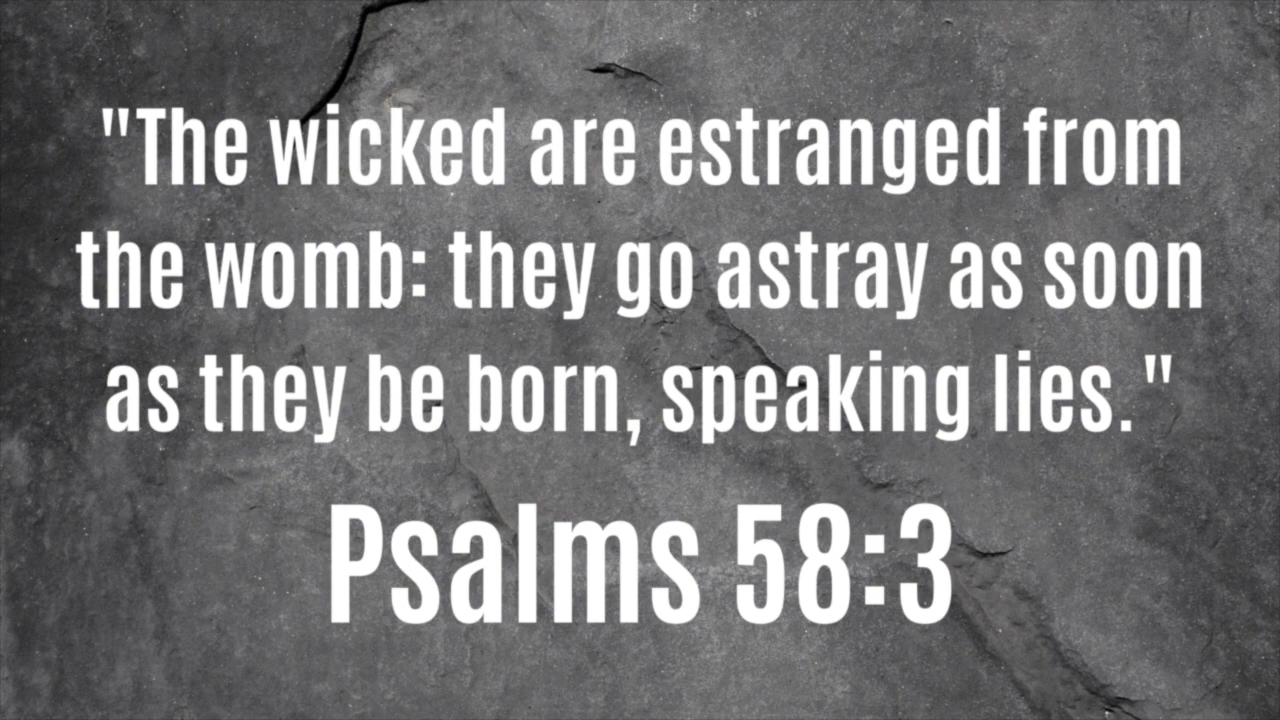 "The wicked are estranged from
the womb: they go astray as soon
as they be born, speaking lies."
Psalms 58:3